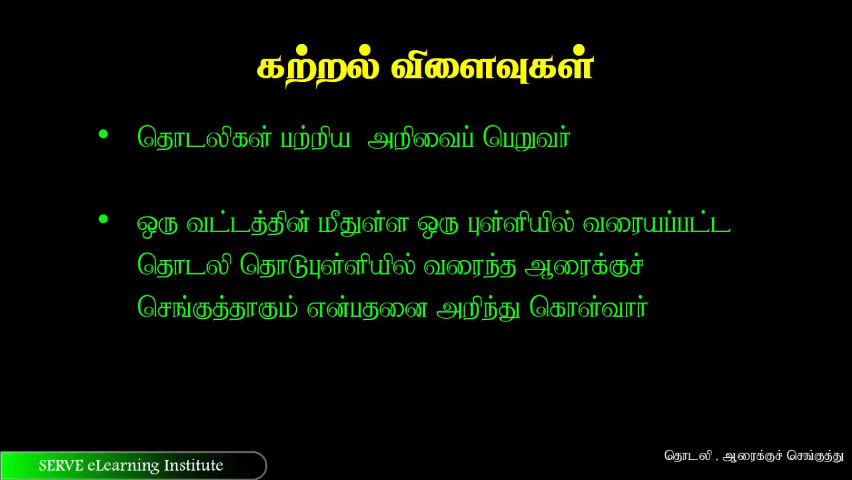 கற்றல் விளைவுகள்
• தொடலிகள் பற்றிய அறிவைப் பெறுவர்
• ஒரு வட்டத்தின் மீதுள்ள ஒரு புள்ளியில் வரையப்பட்ட
தொடலி தொடுபுள்ளியில் வரைந்த ஆரைக்குச்
செங்குத்தாகும் என்பதனை அறிந்து கொள்வார்
SERVE eLearning Institute
தொடலி , ஆரைக்குச் செங்குத்து